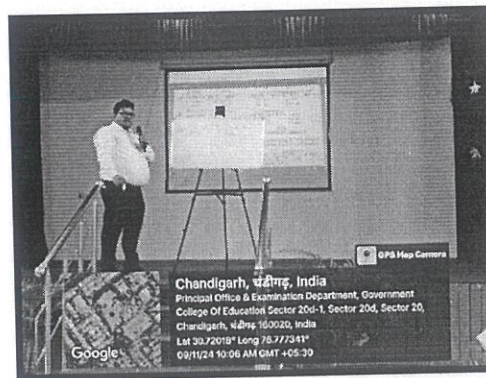 GPS Map Camera
Chandigarh, चंडीगढ़, India
Principal Office & Examination Department, Government
College Of Education Sector 20d-1, Sector 20d, Sector 20,
Chandigarh, चंडीगढ़ 160020, India
Lat 30.72018° Long 76.777341°
09/11/24 10:06 AM GMT +05:30
Google